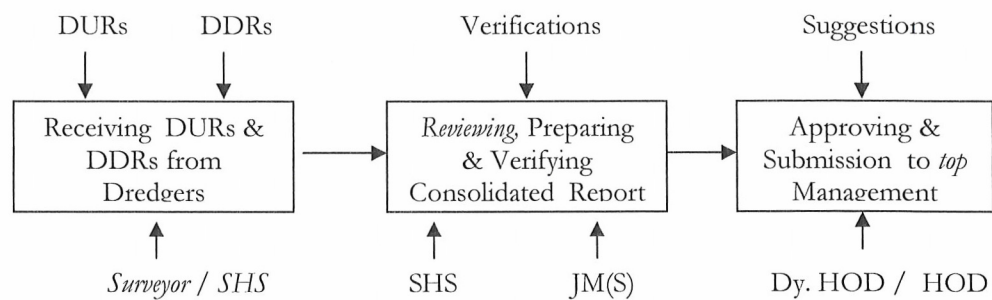 DURs DDRs Verifications Suggestions
Receiving DURs &
DDRs from
Dredgers
Reviewing, Preparing
& Verifying
Consolidated Report
Approving &
Submission to top
Management
Surveyor / SHS SHS JM(S) Dy. HOD / HOD